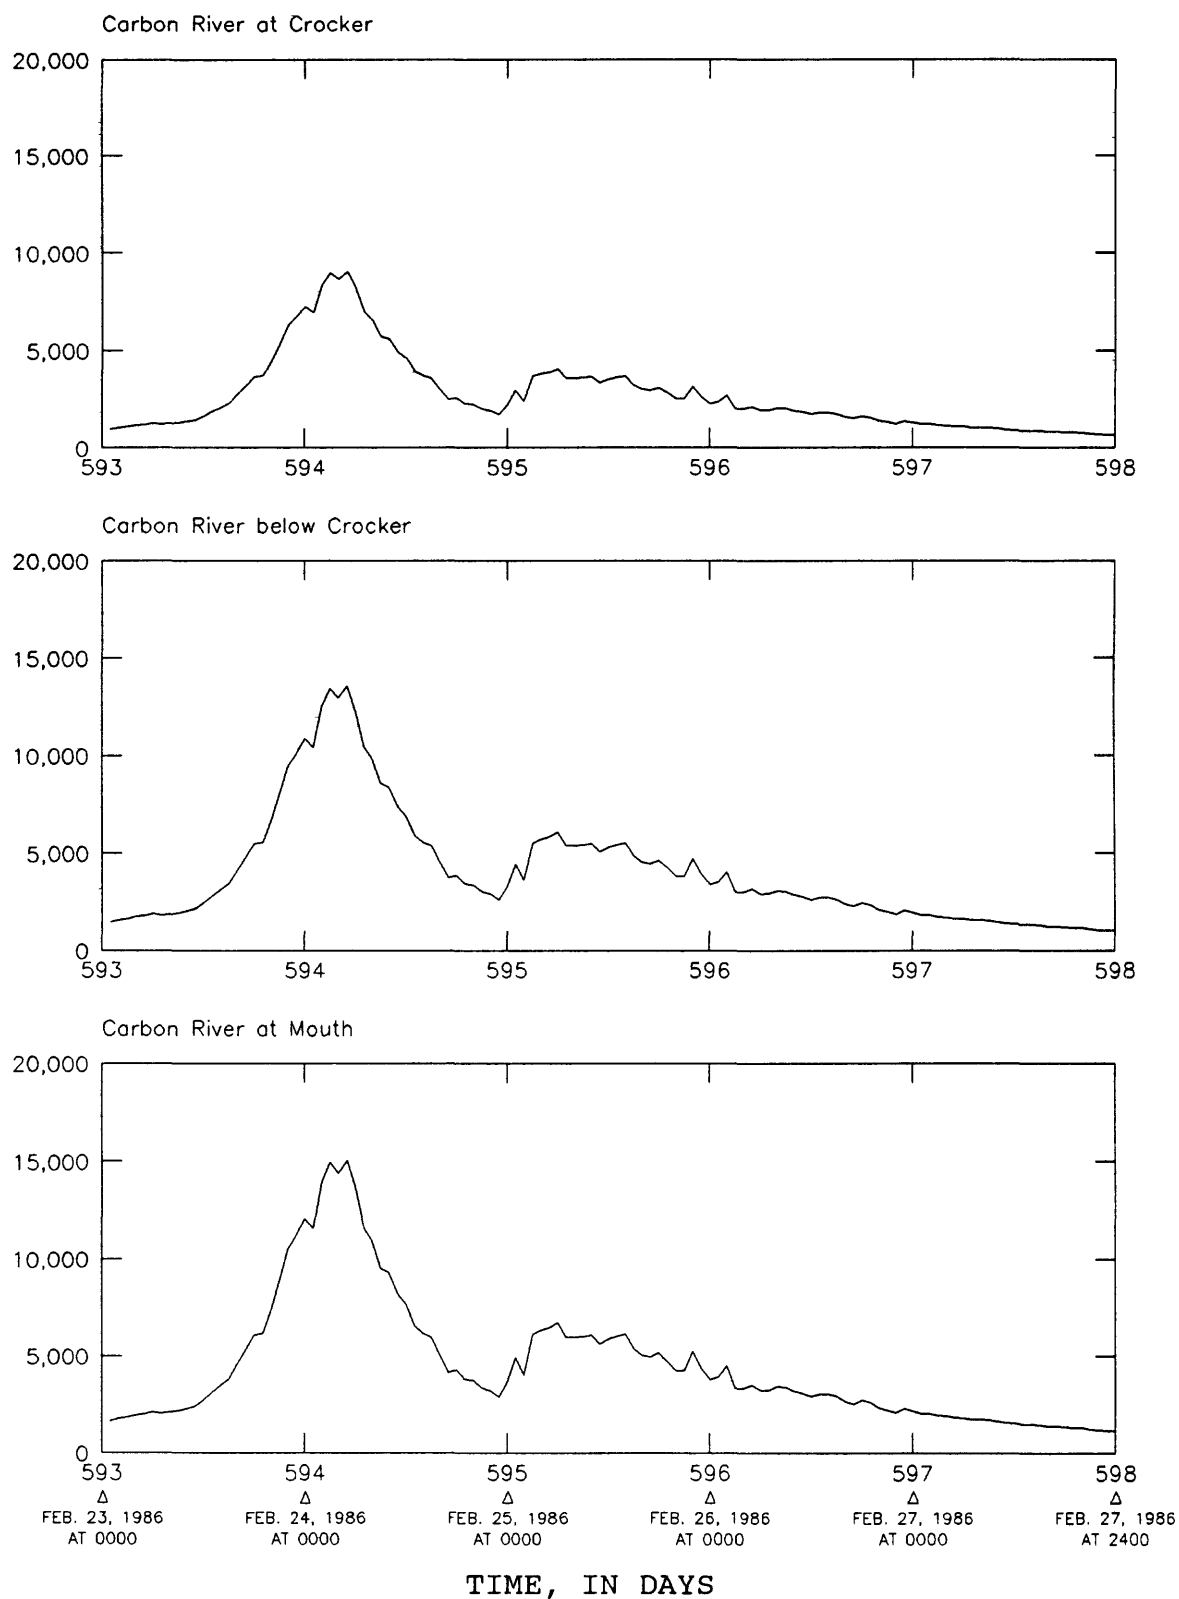 Carbon River at Crocker
20,000
15,000
10,000
5,000
0
593 594 595 596 597 598
Carbon River below Crocker
20,000
15,000
10,000
5,000
0
593 594 595 596 597 598
Carbon River at Mouth
20,000
15,000
10,000
5,000
0
593 594 595 596 597 598
FEB. 23, 1986 FEB. 24, 1986 FEB. 25, 1986 FEB. 26, 1986 FEB. 27, 1986 FEB. 27, 1986
AT 0000 AT 0000 AT 0000 AT 0000 AT 0000 AT 2400
TIME, IN DAYS